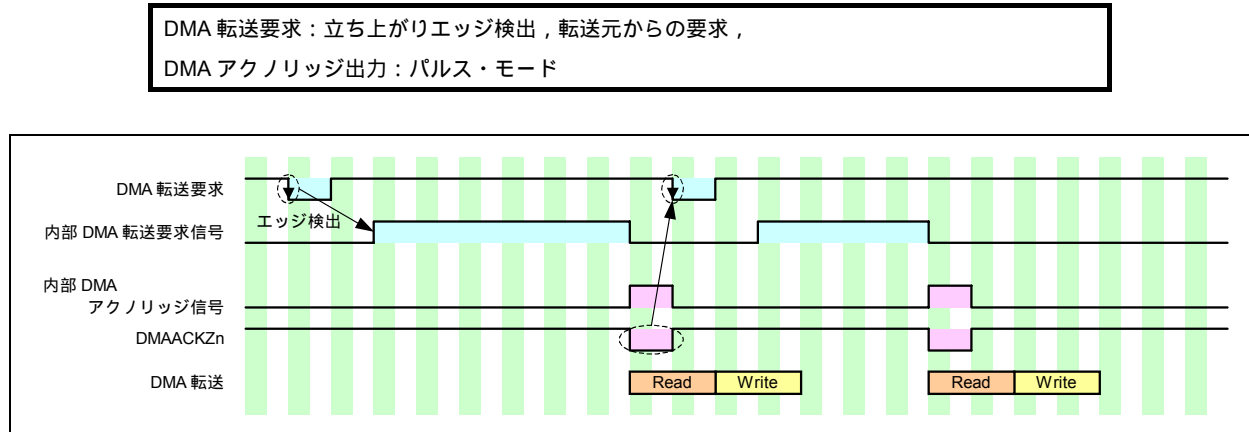 DMA 転送要求：立ち上がりエッジ検出，転送元からの要求，
DMA アクノリッジ出力：パルス・モード
DMA 転送要求
エッジ検出
内部 DMA 転送要求信号
内部 DMA
アクノリッジ信号
DMAACKZn
DMA 転送
Read Write Read Write